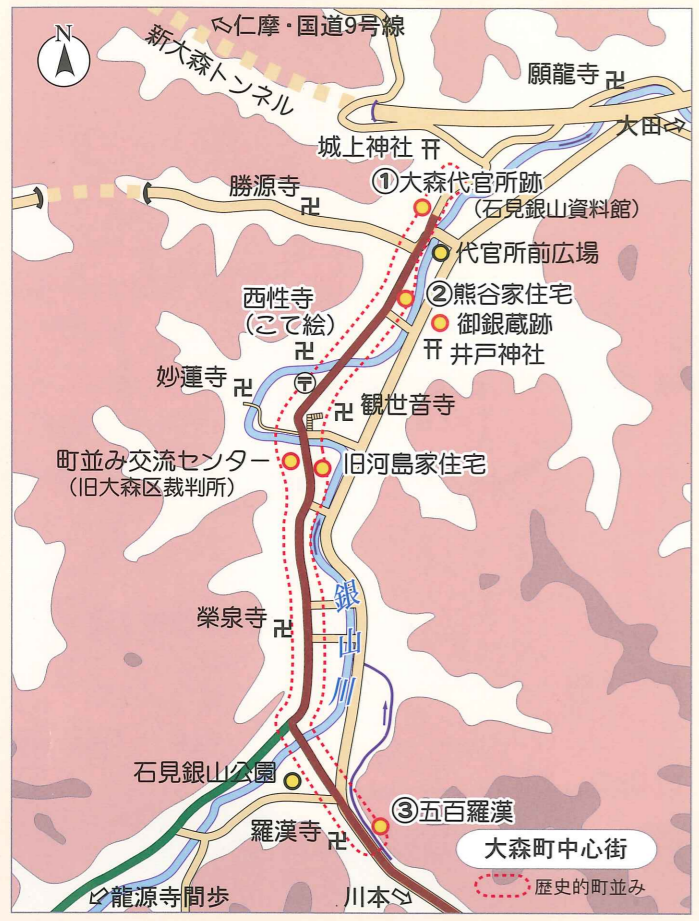 N
仁摩・国道9号線
新大森トンネル
願龍寺
大田
城上神社
①大森代官所跡
(石見銀山資料館)
勝源寺
代官所前広場
②熊谷家住宅
御銀蔵跡
西性寺
(こて絵)
井戸神社
〒
妙蓮寺
観世音寺
町並み交流センター
(旧大森区裁判所)
旧河島家住宅
銀山川
榮泉寺
石見銀山公園
③五百羅漢
羅漢寺
大森町中心街
歴史的町並み
龍源寺間歩
川本